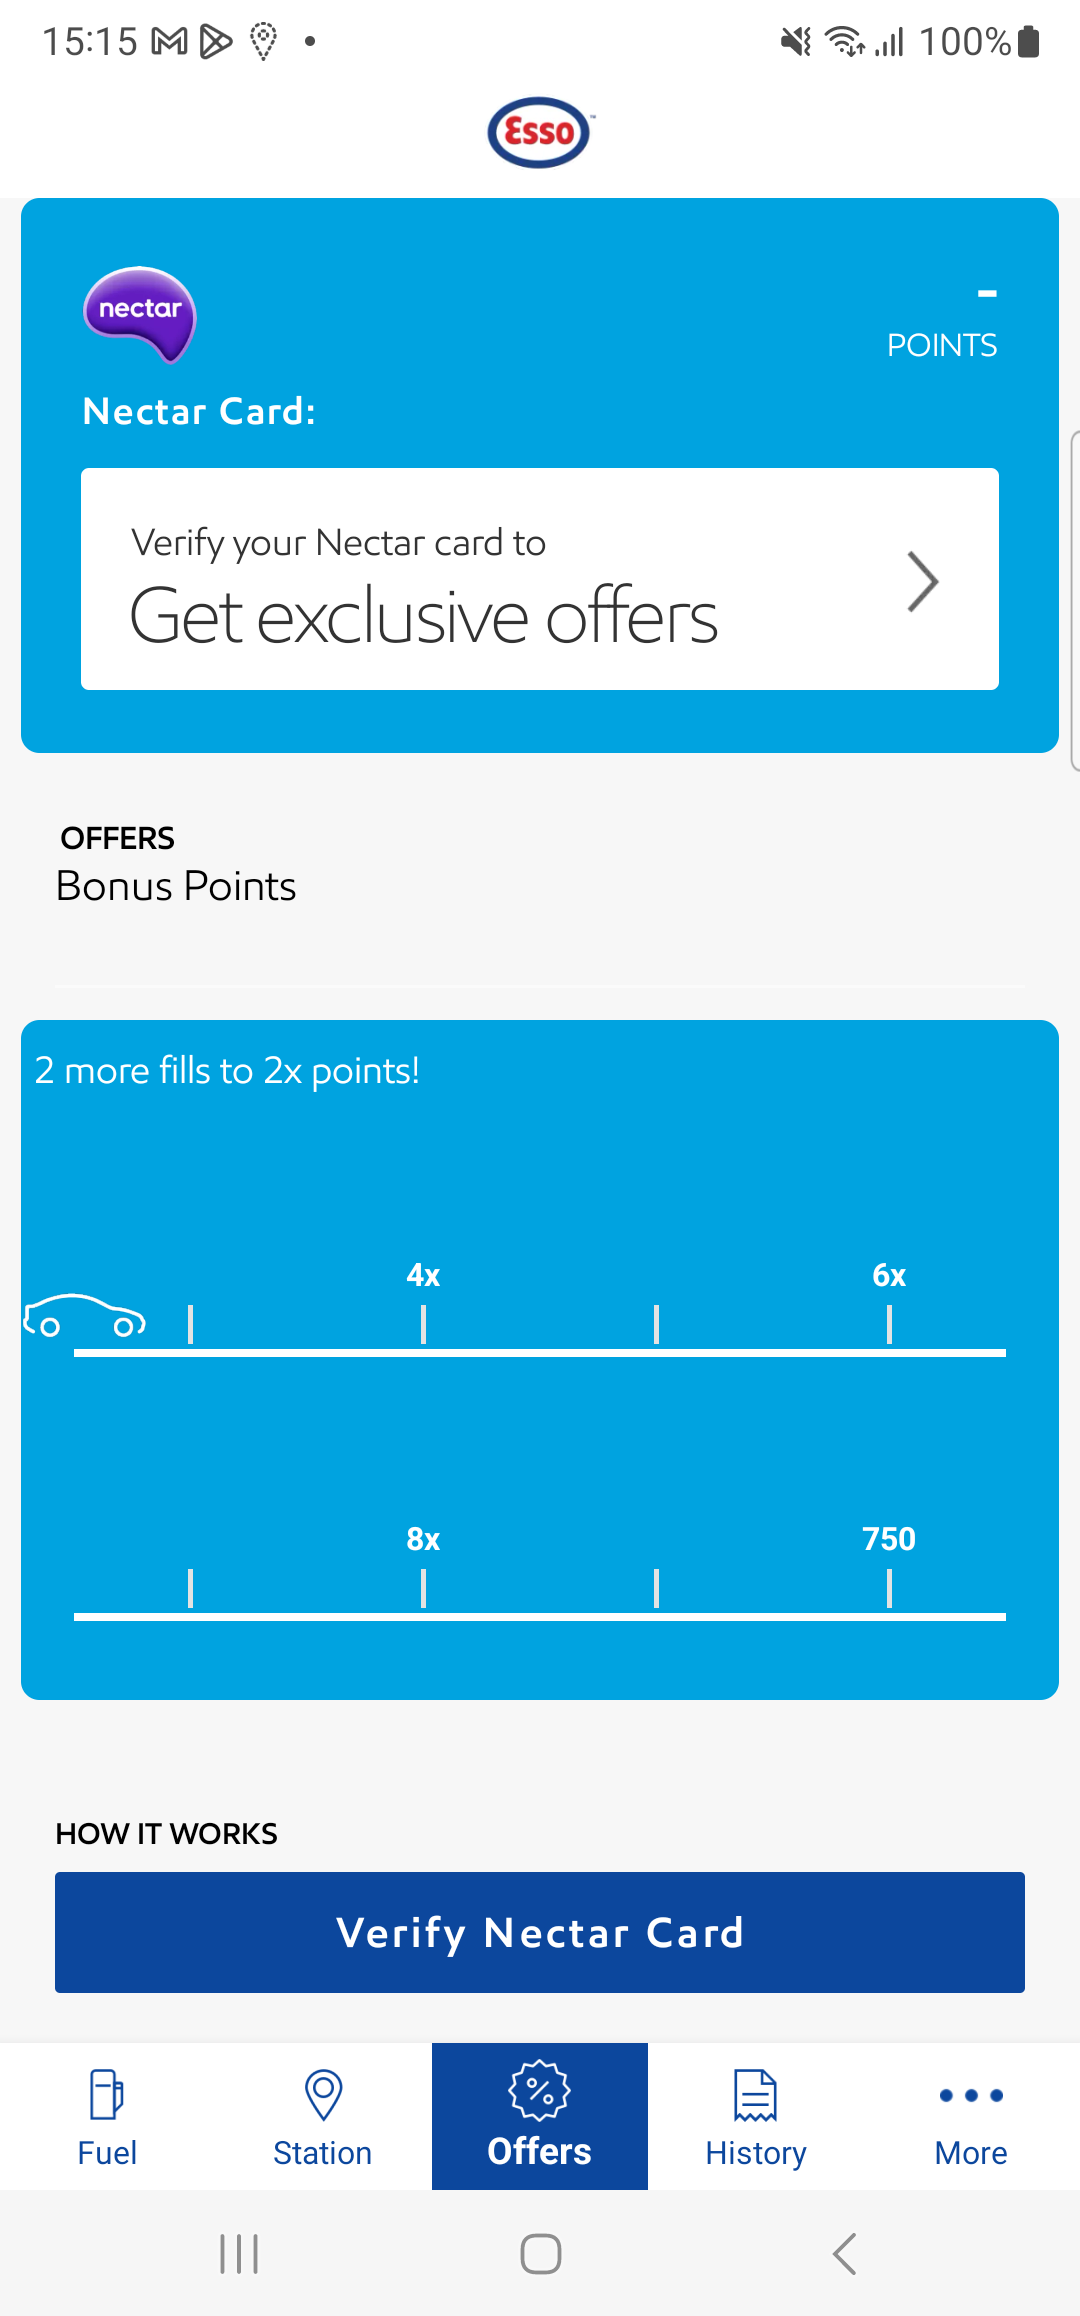 15:15
100%
Esso
nectar
-
POINTS
Nectar Card:
Verify your Nectar card to
Get exclusive offers
OFFERS
Bonus Points
2 more fills to 2x points!
4x
6x
8x
750
HOW IT WORKS
Verify Nectar Card
Fuel
Station
Offers
History
More